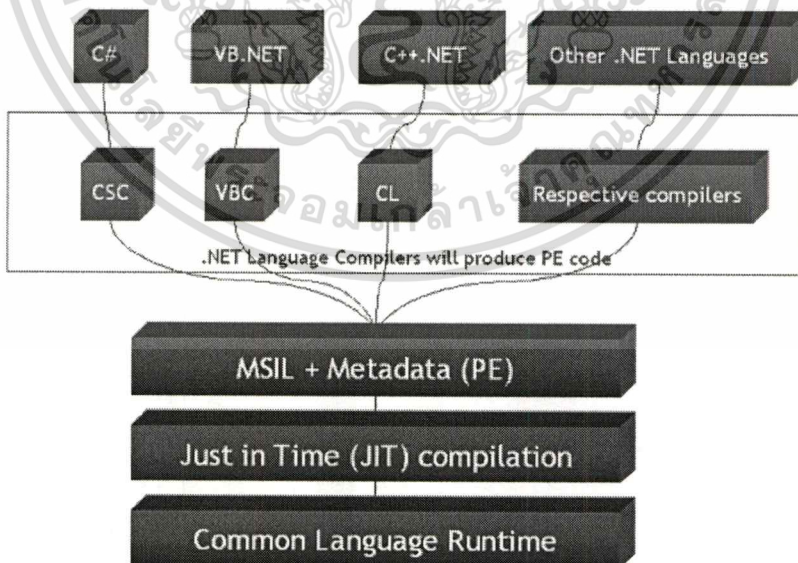 C#
VB.NET
C++.NET
Other .NET Languages
CSC
VBC
CL
Respective compilers
.NET Language Compilers will produce PE code
MSIL + Metadata (PE)
Just in Time (JIT) compilation
Common Language Runtime